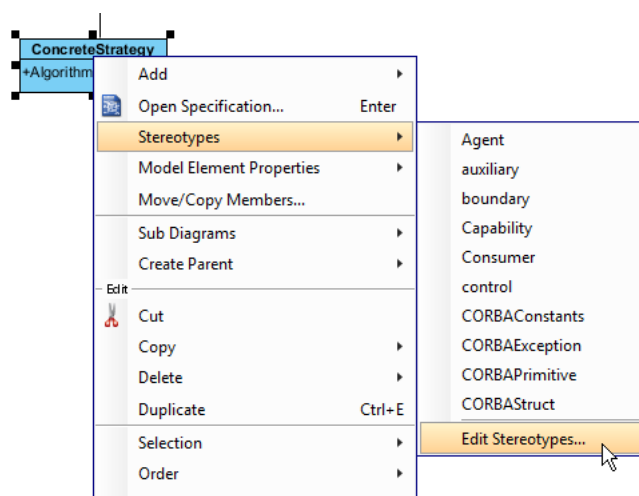 ConcreteStrategy
+Algorithm
Add
Open Specification... Enter
Stereotypes
Model Element Properties
Move/Copy Members...
Sub Diagrams
Create Parent
Edit
Cut
Copy
Delete
Duplicate Ctrl+E
Selection
Order
Agent
auxiliary
boundary
Capability
Consumer
control
CORBAConstants
CORBAException
CORBAPrimitive
CORBAStruct
Edit Stereotypes...